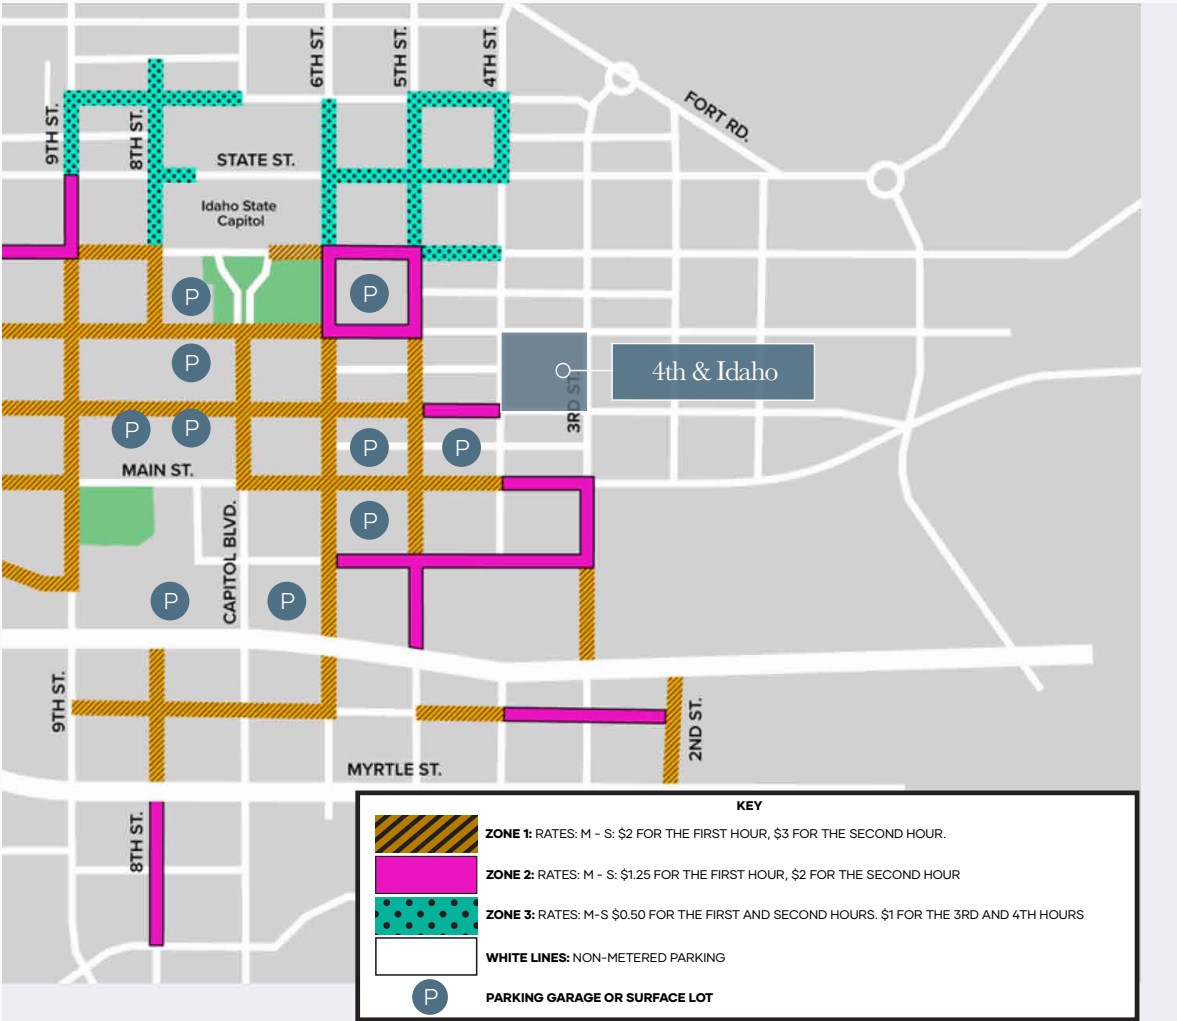 6TH ST.
5TH ST.
4TH ST.
9TH ST.
8TH ST.
FORT RD.
STATE ST.
Idaho State
Capitol
P
P
P
4th & Idaho
3RD ST.
P
P
P
P
MAIN ST.
P
CAPITOL BLVD.
P
P
9TH ST.
2ND ST.
MYRTLE ST.
8TH ST.
KEY
ZONE 1: RATES: M - S: $2 FOR THE FIRST HOUR, $3 FOR THE SECOND HOUR.
ZONE 2: RATES: M - S: $1.25 FOR THE FIRST HOUR, $2 FOR THE SECOND HOUR
ZONE 3: RATES: M-S $0.50 FOR THE FIRST AND SECOND HOURS. $1 FOR THE 3RD AND 4TH HOURS
WHITE LINES: NON-METERED PARKING
P PARKING GARAGE OR SURFACE LOT